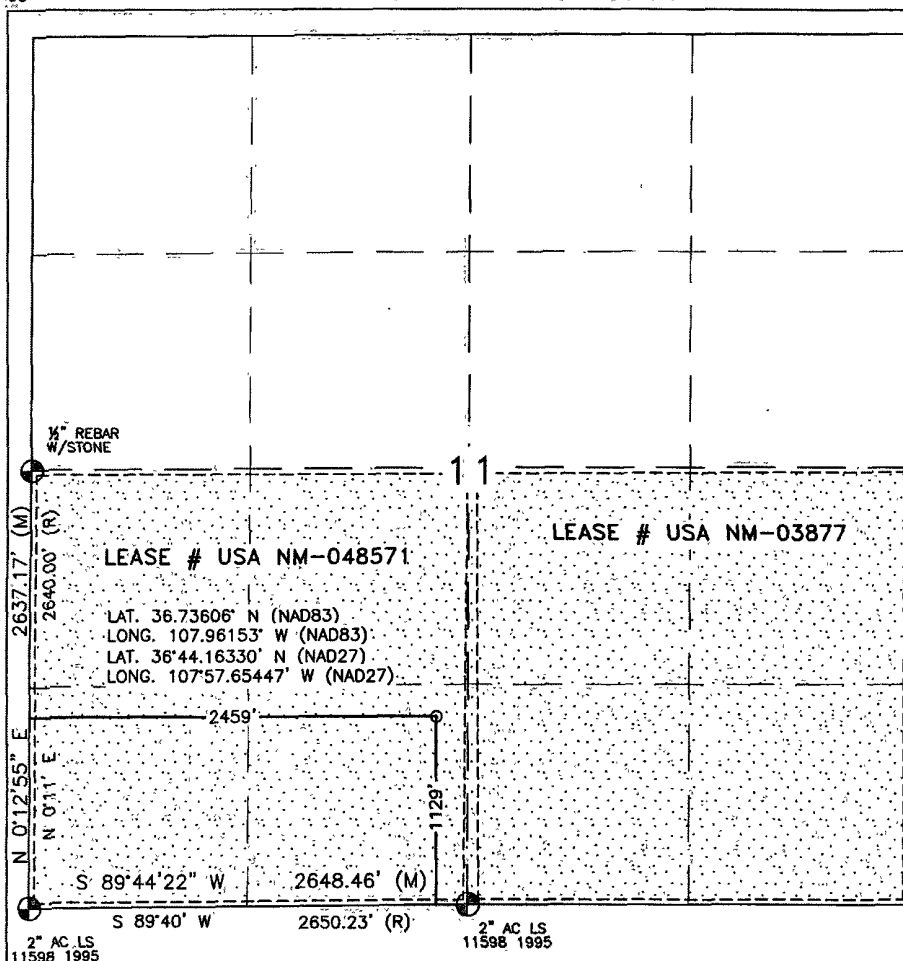 ½" REBAR
W/STONE
11
LEASE # USA NM-048571
LEASE # USA NM-03877
2637.17' (M)
2640.00' (R)
LAT. 36.73606° N (NAD83)
LONG. 107.96153° W (NAD83)
LAT. 36°44.16330' N (NAD27)
LONG. 107°57.65447' W (NAD27)
2459'
1129'
N 0°12'55" E
N 0°11' E
S 89°44'22" W 2648.46' (M)
S 89°40' W 2650.23' (R)
2" AC LS
11598 1995
2" AC LS
11598 1995